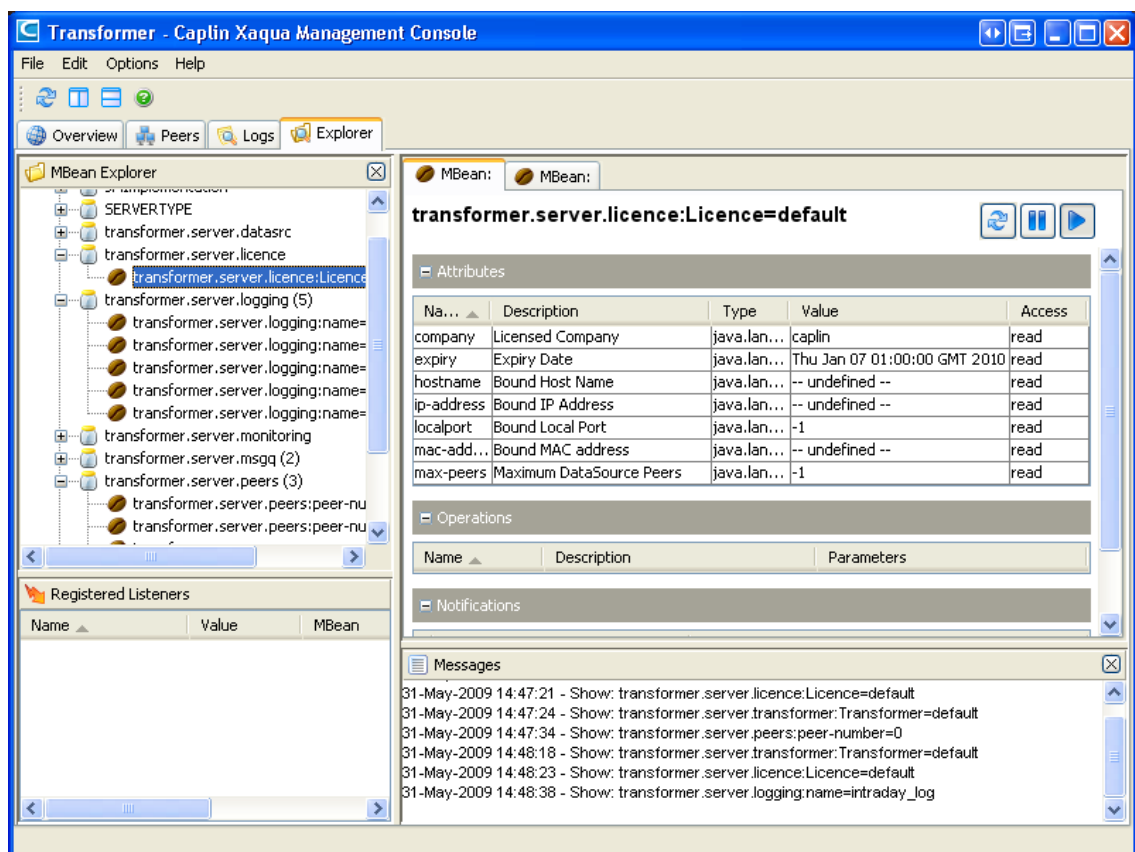 Transformer - Caplin Xaqua Management Console
File Edit Options Help
Overview Peers Logs Explorer
MBean Explorer
SERVERTYPE
transformer.server.datasrc
transformer.server.licence
transformer.server.licence:Licence
transformer.server.logging (5)
transformer.server.logging:name=
transformer.server.logging:name=
transformer.server.logging:name=
transformer.server.logging:name=
transformer.server.logging:name=
transformer.server.monitoring
transformer.server.msgq (2)
transformer.server.peers (3)
transformer.server.peers:peer-nu
transformer.server.peers:peer-nu
Registered Listeners
Name Value MBean
MBean: MBean:
transformer.server.licence:Licence=default
Attributes
Na... Description Type Value Access
company Licensed Company java.lan... caplin read
expiry Expiry Date java.lan... Thu Jan 07 01:00:00 GMT 2010 read
hostname Bound Host Name java.lan... -- undefined -- read
ip-address Bound IP Address java.lan... -- undefined -- read
localport Bound Local Port java.lan... -1 read
mac-add... Bound MAC address java.lan... -- undefined -- read
max-peers Maximum DataSource Peers java.lan... -1 read
Operations
Name Description Parameters
Notifications
Messages
31-May-2009 14:47:21 - Show: transformer.server.licence:Licence=default
31-May-2009 14:47:24 - Show: transformer.server.transformer:Transformer=default
31-May-2009 14:47:34 - Show: transformer.server.peers:peer-number=0
31-May-2009 14:48:18 - Show: transformer.server.transformer:Transformer=default
31-May-2009 14:48:23 - Show: transformer.server.licence:Licence=default
31-May-2009 14:48:38 - Show: transformer.server.logging:name=intraday_log